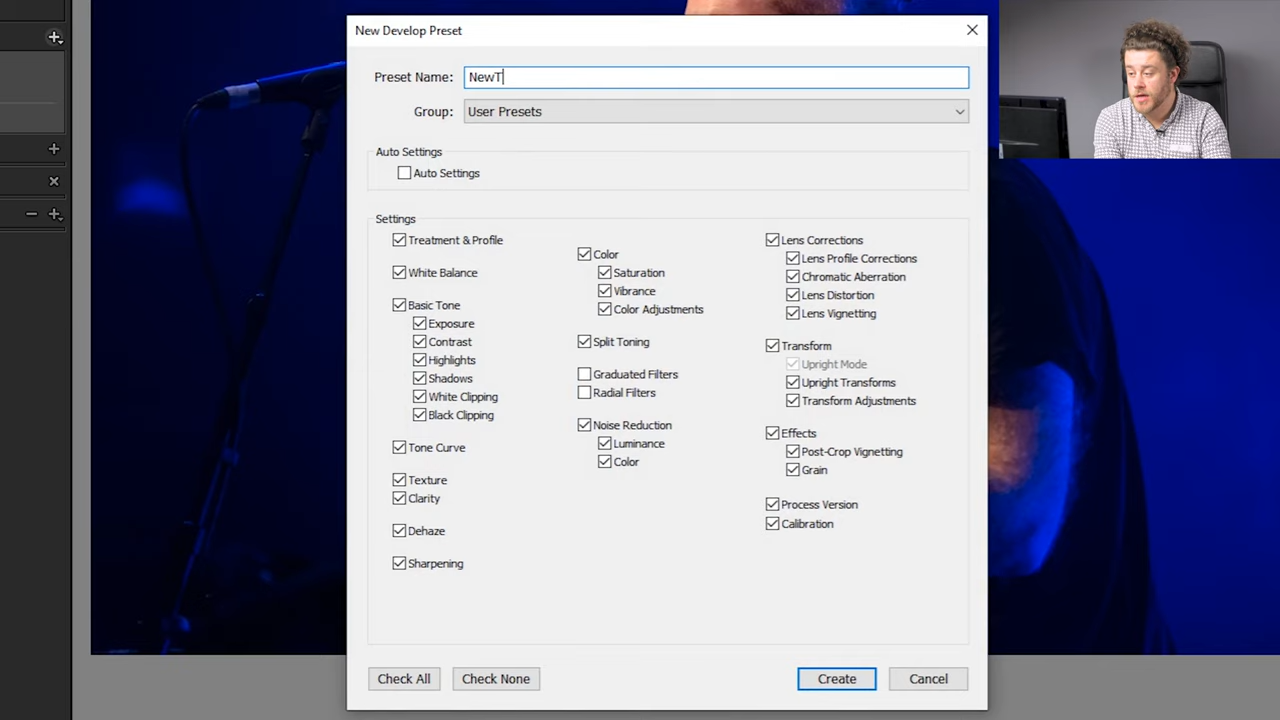 New Develop Preset
Preset Name: NewT
Group: User Presets
Auto Settings
Auto Settings
Settings
Treatment & Profile
White Balance
Basic Tone
Exposure
Contrast
Highlights
Shadows
White Clipping
Black Clipping
Tone Curve
Texture
Clarity
Dehaze
Sharpening
Color
Saturation
Vibrance
Color Adjustments
Split Toning
Graduated Filters
Radial Filters
Noise Reduction
Luminance
Color
Lens Corrections
Lens Profile Corrections
Chromatic Aberration
Lens Distortion
Lens Vignetting
Transform
Upright Mode
Upright Transforms
Transform Adjustments
Effects
Post-Crop Vignetting
Grain
Process Version
Calibration
Check All
Check None
Create
Cancel